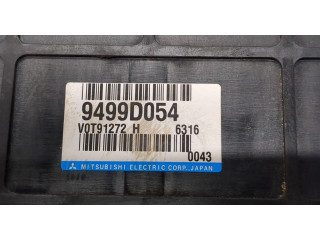 9499D054
V0T91272 H 6316
0043
MITSUBISHI ELECTRIC CORP. JAPAN